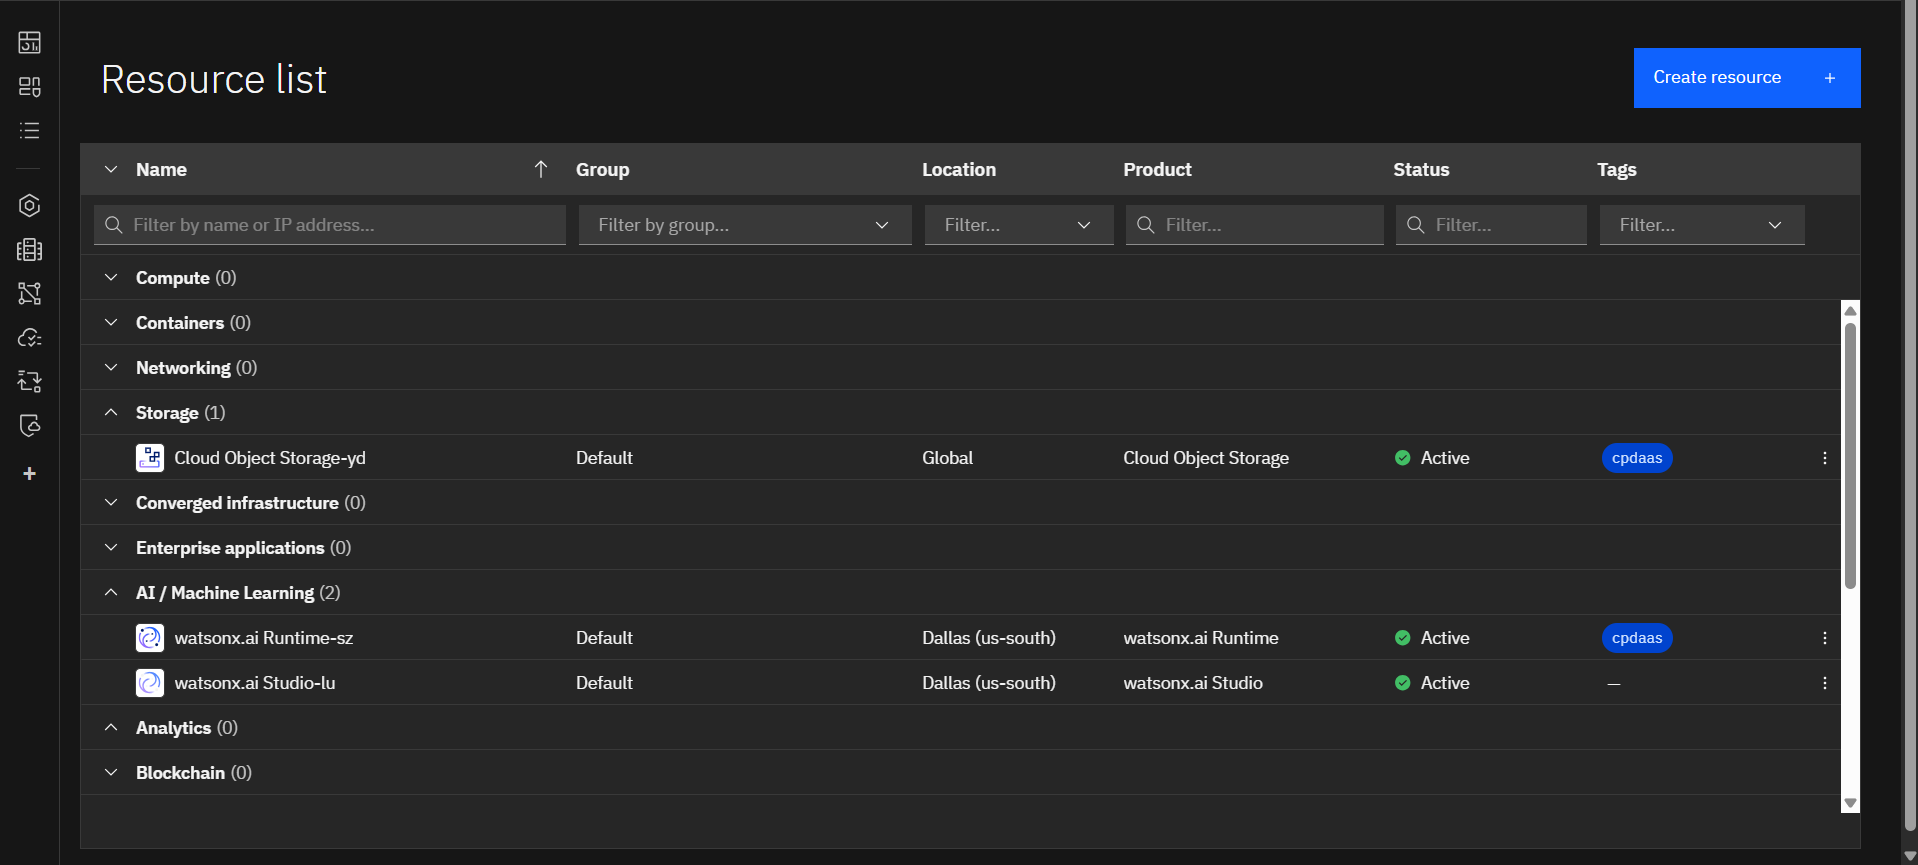 Resource list
Create resource +
Name Group Location Product Status Tags
Filter by name or IP address... Filter by group... Filter... Filter... Filter... Filter...
Compute (0)
Containers (0)
Networking (0)
Storage (1)
Cloud Object Storage-yd Default Global Cloud Object Storage Active cpdaas
Converged infrastructure (0)
Enterprise applications (0)
AI / Machine Learning (2)
watsonx.ai Runtime-sz Default Dallas (us-south) watsonx.ai Runtime Active cpdaas
watsonx.ai Studio-lu Default Dallas (us-south) watsonx.ai Studio Active —
Analytics (0)
Blockchain (0)